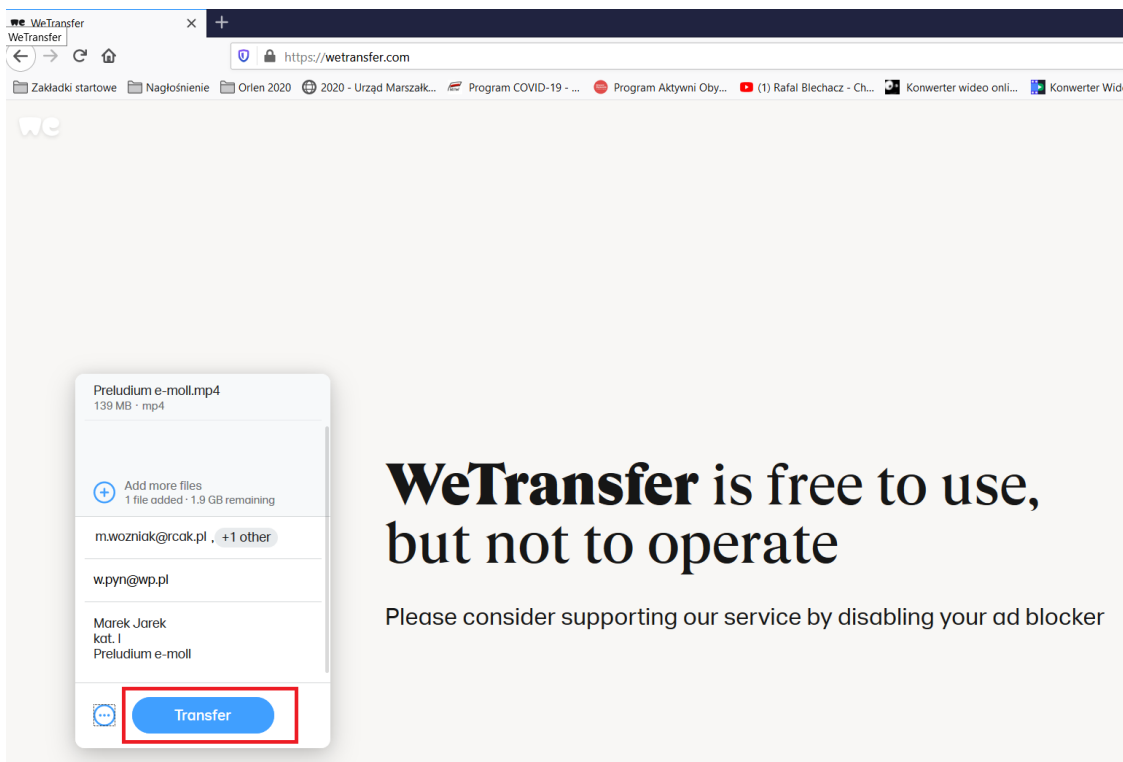 we WeTransfer
WeTransfer
https://wetransfer.com
Zakładki startowe Nagłośnienie Orlen 2020 2020 - Urząd Marszałk... Program COVID-19 - ... Program Aktywni Oby... (1) Rafal Blechacz - Ch... Konwerter wideo onli... Konwerter Wid
we
Preludium e-moll.mp4
139 MB · mp4
Add more files
1 file added · 1.9 GB remaining
m.wozniak@rcak.pl , +1 other
w.pyn@wp.pl
Marek Jarek
kat. I
Preludium e-moll
Transfer
WeTransfer is free to use,
but not to operate
Please consider supporting our service by disabling your ad blocker